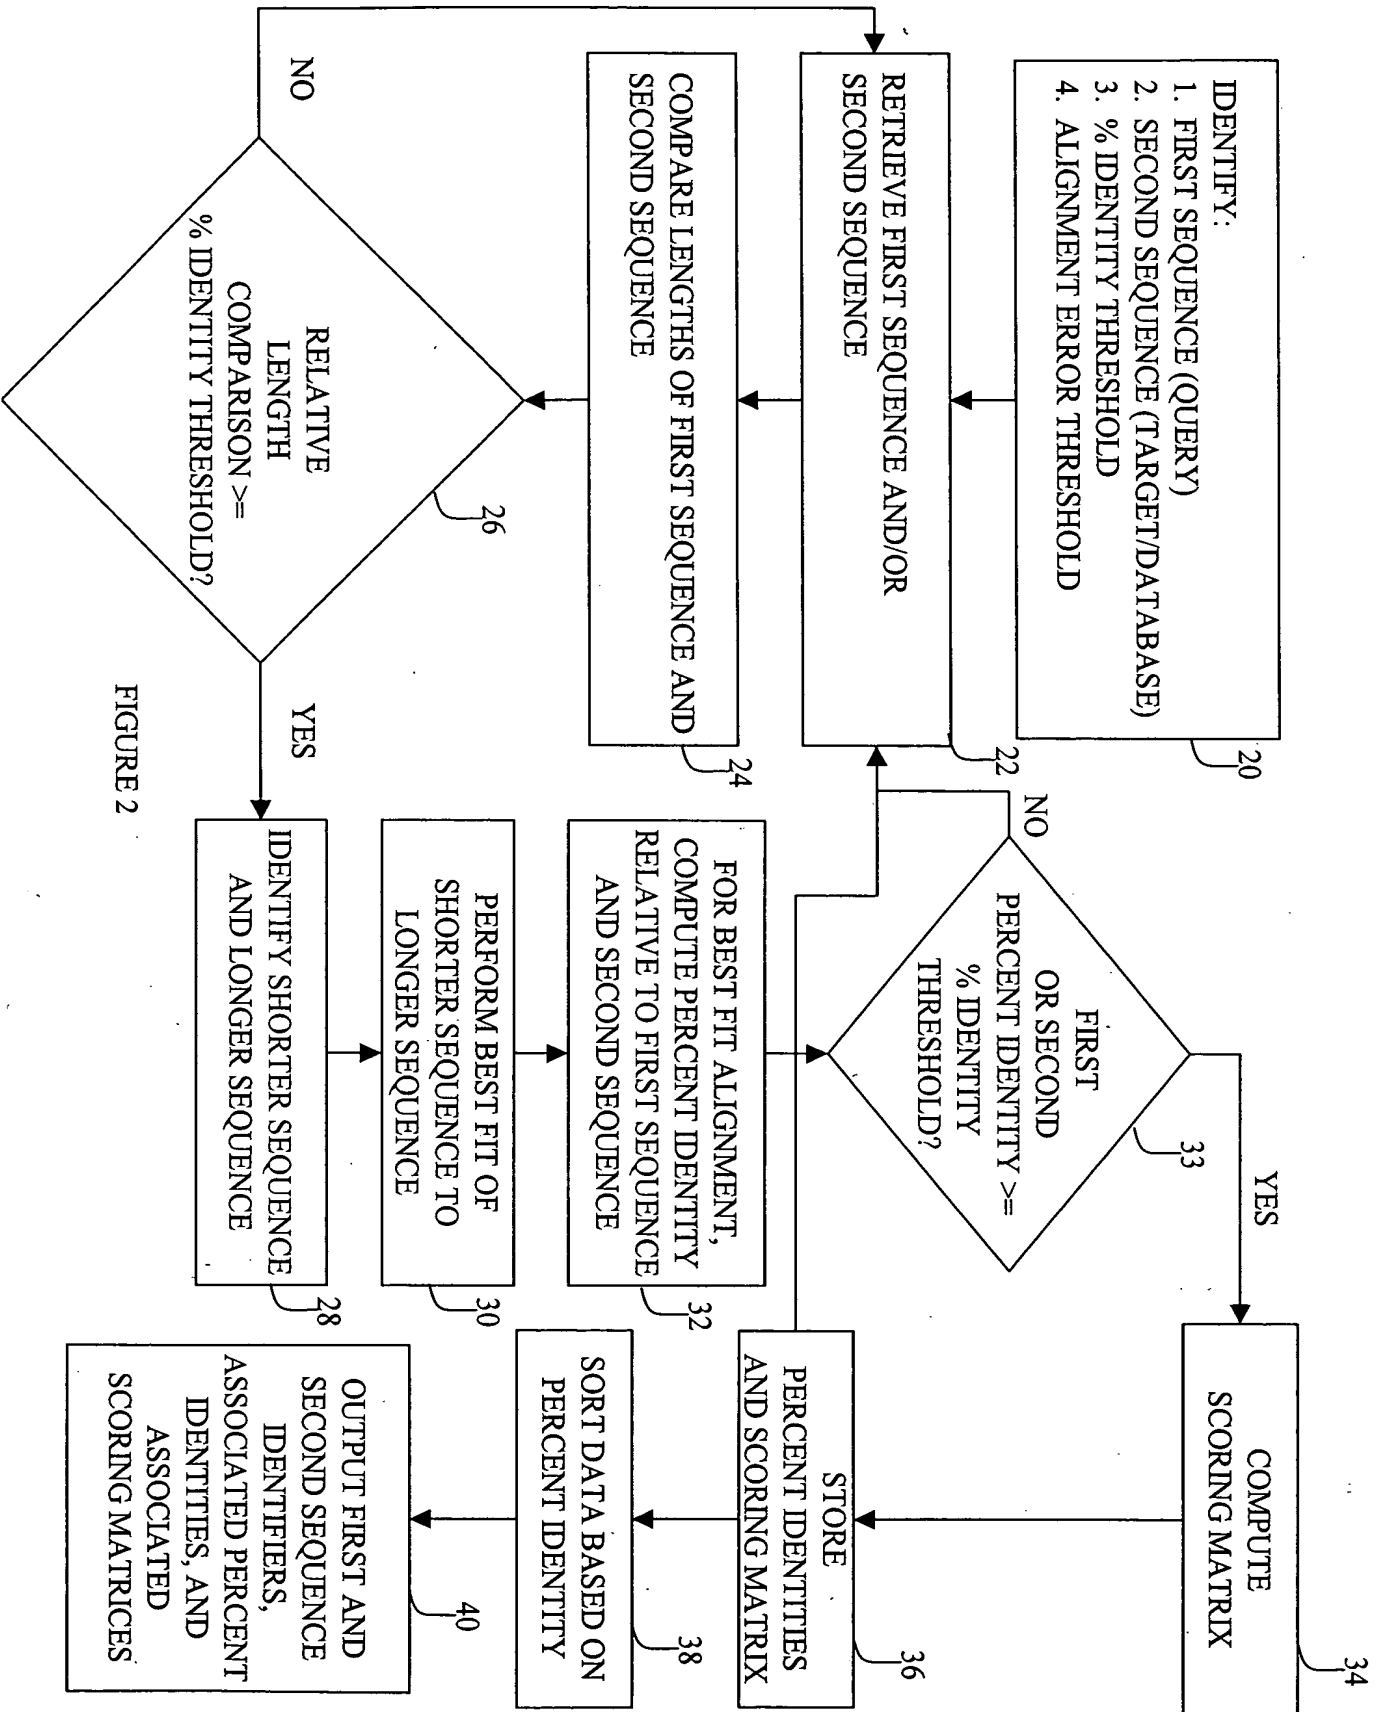 IDENTIFY:
1. FIRST SEQUENCE (QUERY)
2. SECOND SEQUENCE (TARGET/DATABASE)
3. % IDENTITY THRESHOLD
4. ALIGNMENT ERROR THRESHOLD
20
RETRIEVE FIRST SEQUENCE AND/OR
SECOND SEQUENCE
22
COMPARE LENGTHS OF FIRST SEQUENCE AND
SECOND SEQUENCE
24
RELATIVE
LENGTH
COMPARISON >=
% IDENTITY THRESHOLD?
26
NO
YES
IDENTIFY SHORTER SEQUENCE
AND LONGER SEQUENCE
28
PERFORM BEST FIT OF
SHORTER SEQUENCE TO
LONGER SEQUENCE
30
FOR BEST FIT ALIGNMENT,
COMPUTE PERCENT IDENTITY
RELATIVE TO FIRST SEQUENCE
AND SECOND SEQUENCE
32
FIRST
OR SECOND
PERCENT IDENTITY >=
% IDENTITY
THRESHOLD?
33
NO
YES
COMPUTE
SCORING MATRIX
34
STORE
PERCENT IDENTITIES
AND SCORING MATRIX
36
SORT DATA BASED ON
PERCENT IDENTITY
38
OUTPUT FIRST AND
SECOND SEQUENCE
IDENTIFIERS,
ASSOCIATED PERCENT
IDENTITIES, AND
ASSOCIATED
SCORING MATRICES
40
FIGURE 2